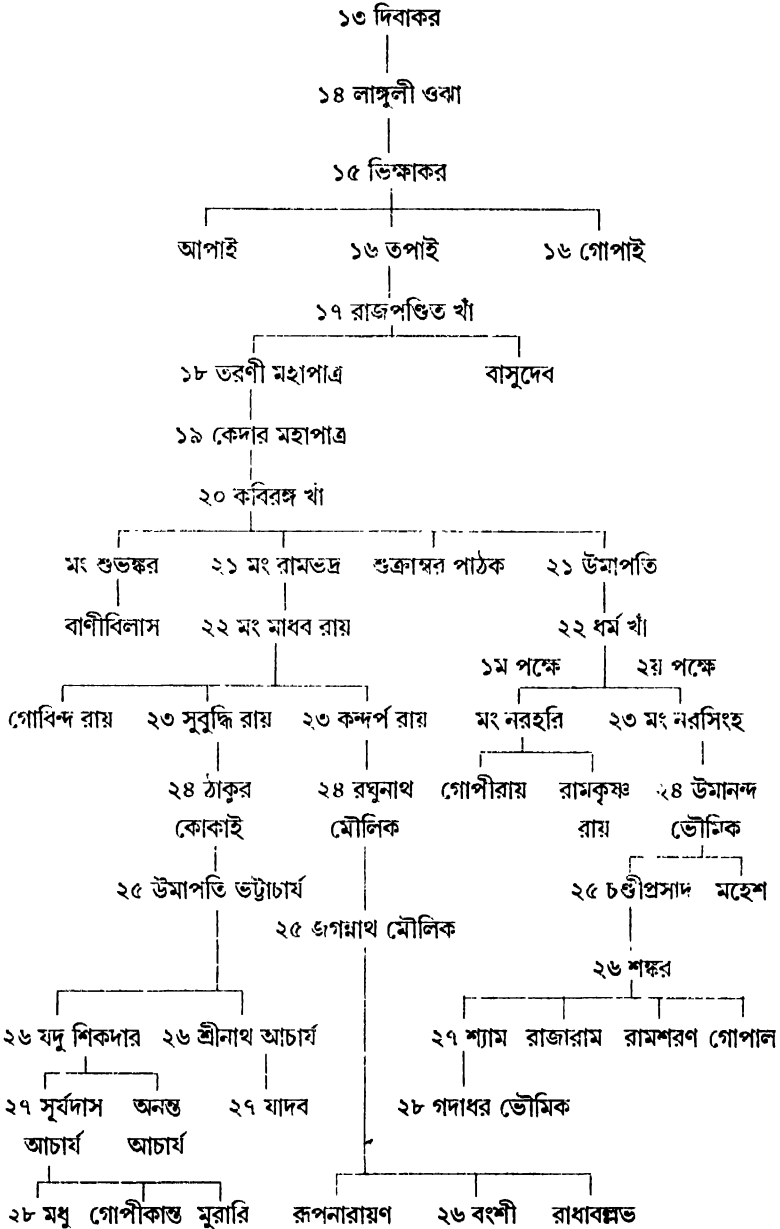 ১৩ দিবাকর
১৪ লাঙ্গুলী ওঝা
১৫ ভিক্ষাকর
আপাই ১৬ তপাই ১৬ গোপাই
১৭ রাজপণ্ডিত খাঁ
১৮ তরণী মহাপাত্র বাসুদেব
১৯ কেদার মহাপাত্র
২০ কবিরঙ্গ খাঁ
মং শুভঙ্কর ২১ মং রামভদ্র শুক্রাম্বর পাঠক ২১ উমাপতি
বাণীবিলাস ২২ মং মাধব রায় ২২ ধর্ম খাঁ
১ম পক্ষে ২য় পক্ষে
গোবিন্দ রায় ২৩ সুবুদ্ধি রায় ২৩ কন্দর্প রায় মং নরহরি ২৩ মং নরসিংহ
২৪ ঠাকুর ২৪ রঘুনাথ গোপীরায় রামকৃষ্ণ ২৪ উমানন্দ
কোকাই মৌলিক রায় ভৌমিক
২৫ উমাপতি ভট্টাচার্য ২৫ চণ্ডীপ্রসাদ মহেশ
২৫ জগন্নাথ মৌলিক
২৬ শঙ্কর
২৬ যদু শিকদার ২৬ শ্রীনাথ আচার্য ২৭ শ্যাম রাজারাম রামশরণ গোপাল
২৭ সূর্যদাস অনন্ত ২৭ যাদব ২৮ গদাধর ভৌমিক
আচার্য আচার্য
২৮ মধু গোপীকান্ত মুরারি রূপনারায়ণ ২৬ বংশী রাধাবল্লভ